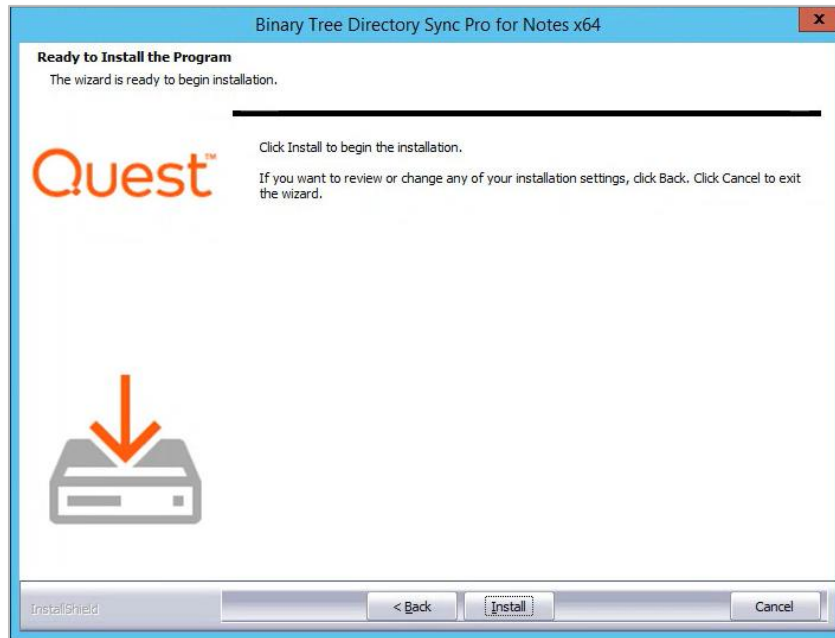 Binary Tree Directory Sync Pro for Notes x64
x
Ready to Install the Program
The wizard is ready to begin installation.
Quest™
Click Install to begin the installation.
If you want to review or change any of your installation settings, click Back. Click Cancel to exit
the wizard.
InstallShield
< Back
Install
Cancel